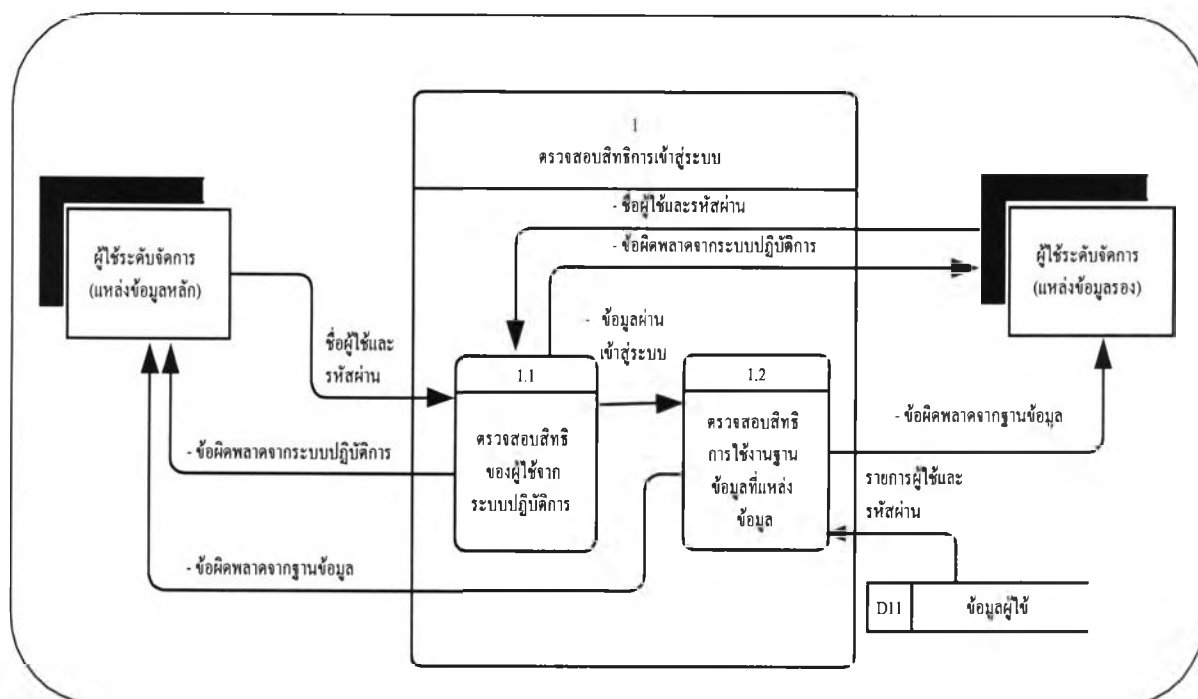 1
ตรวจสอบสิทธิการเข้าสู่ระบบ
- ชื่อผู้ใช้และรหัสผ่าน
- ข้อผิดพลาดจากระบบปฏิบัติการ
ผู้ใช้ระดับจัดการ
(แหล่งข้อมูลหลัก)
ผู้ใช้ระดับจัดการ
(แหล่งข้อมูลรอง)
ชื่อผู้ใช้และ
รหัสผ่าน
- ข้อมูลผ่าน
เข้าสู่ระบบ
1.1
ตรวจสอบสิทธิ
ของผู้ใช้จาก
ระบบปฏิบัติการ
1.2
ตรวจสอบสิทธิ
การใช้งานฐาน
ข้อมูลที่แหล่ง
ข้อมูล
- ข้อผิดพลาดจากฐานข้อมูล
- ข้อผิดพลาดจากระบบปฏิบัติการ
รายการผู้ใช้และ
รหัสผ่าน
- ข้อผิดพลาดจากฐานข้อมูล
D11
ข้อมูลผู้ใข้